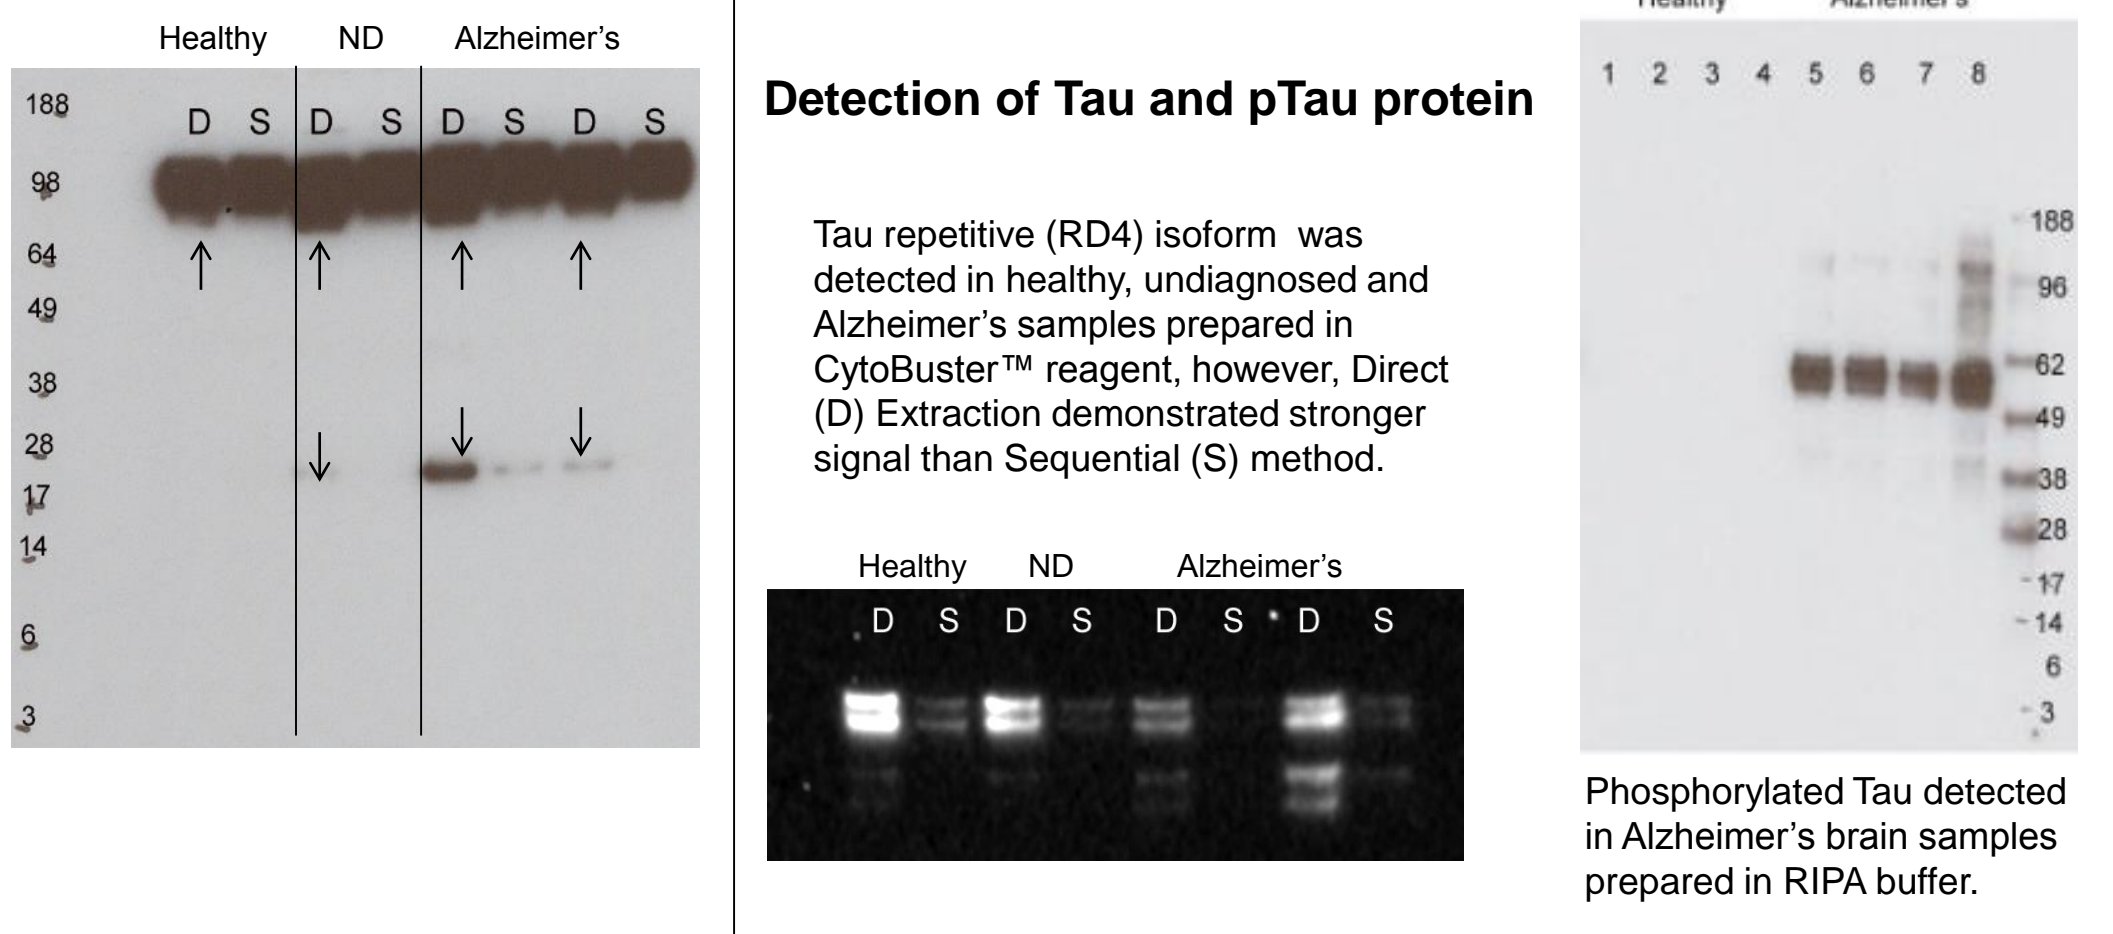 Healthy ND Alzheimer’s
D S D S D S D S
188
98
64
49
38
28
17
14
6
3
Detection of Tau and pTau protein
Tau repetitive (RD4) isoform was
detected in healthy, undiagnosed and
Alzheimer’s samples prepared in
CytoBuster™ reagent, however, Direct
(D) Extraction demonstrated stronger
signal than Sequential (S) method.
Healthy ND Alzheimer’s
D S D S D S D S
Healthy Alzheimer's
1 2 3 4 5 6 7 8
188
96
62
49
38
28
17
14
6
3
Phosphorylated Tau detected
in Alzheimer’s brain samples
prepared in RIPA buffer.